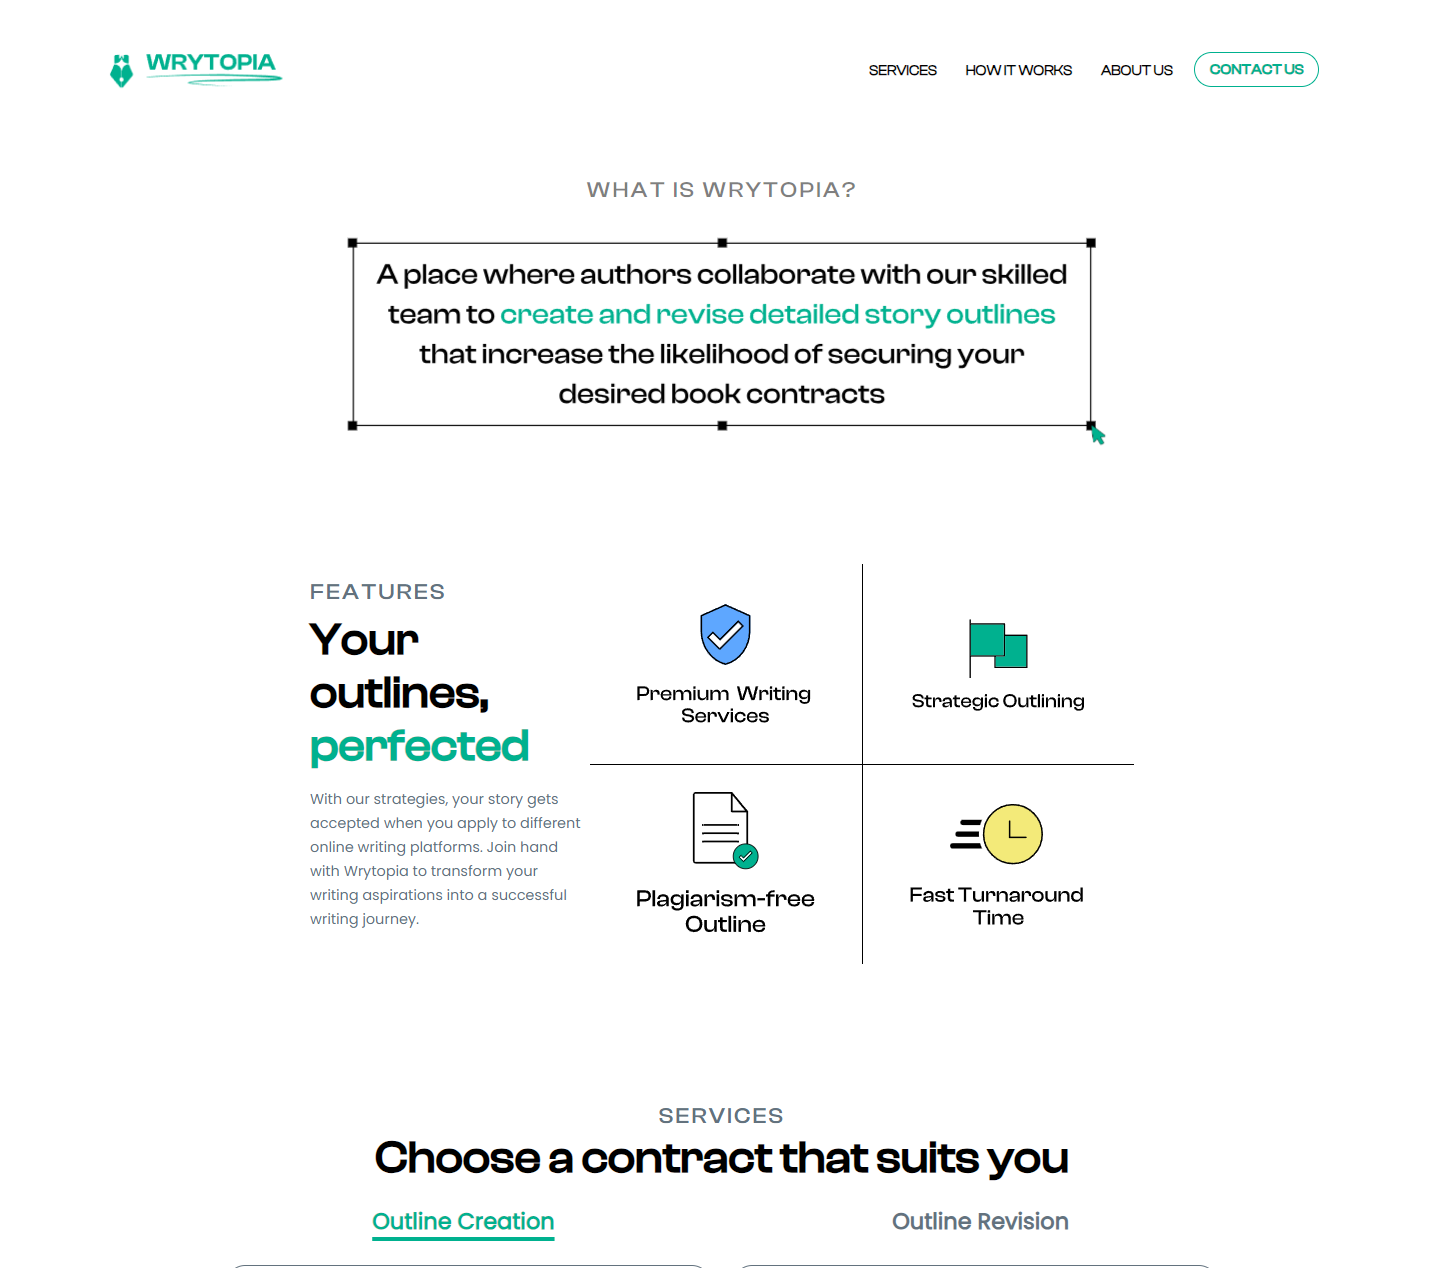 WRYTOPIA
SERVICES
HOW IT WORKS
ABOUT US
CONTACT US
WHAT IS WRYTOPIA?
A place where authors collaborate with our skilled
team to create and revise detailed story outlines
that increase the likelihood of securing your
desired book contracts
FEATURES
Your
outlines,
perfected
With our strategies, your story gets
accepted when you apply to different
online writing platforms. Join hand
with Wrytopia to transform your
writing aspirations into a successful
writing journey.
Premium Writing
Services
Strategic Outlining
Plagiarism-free
Outline
Fast Turnaround
Time
SERVICES
Choose a contract that suits you
Outline Creation
Outline Revision